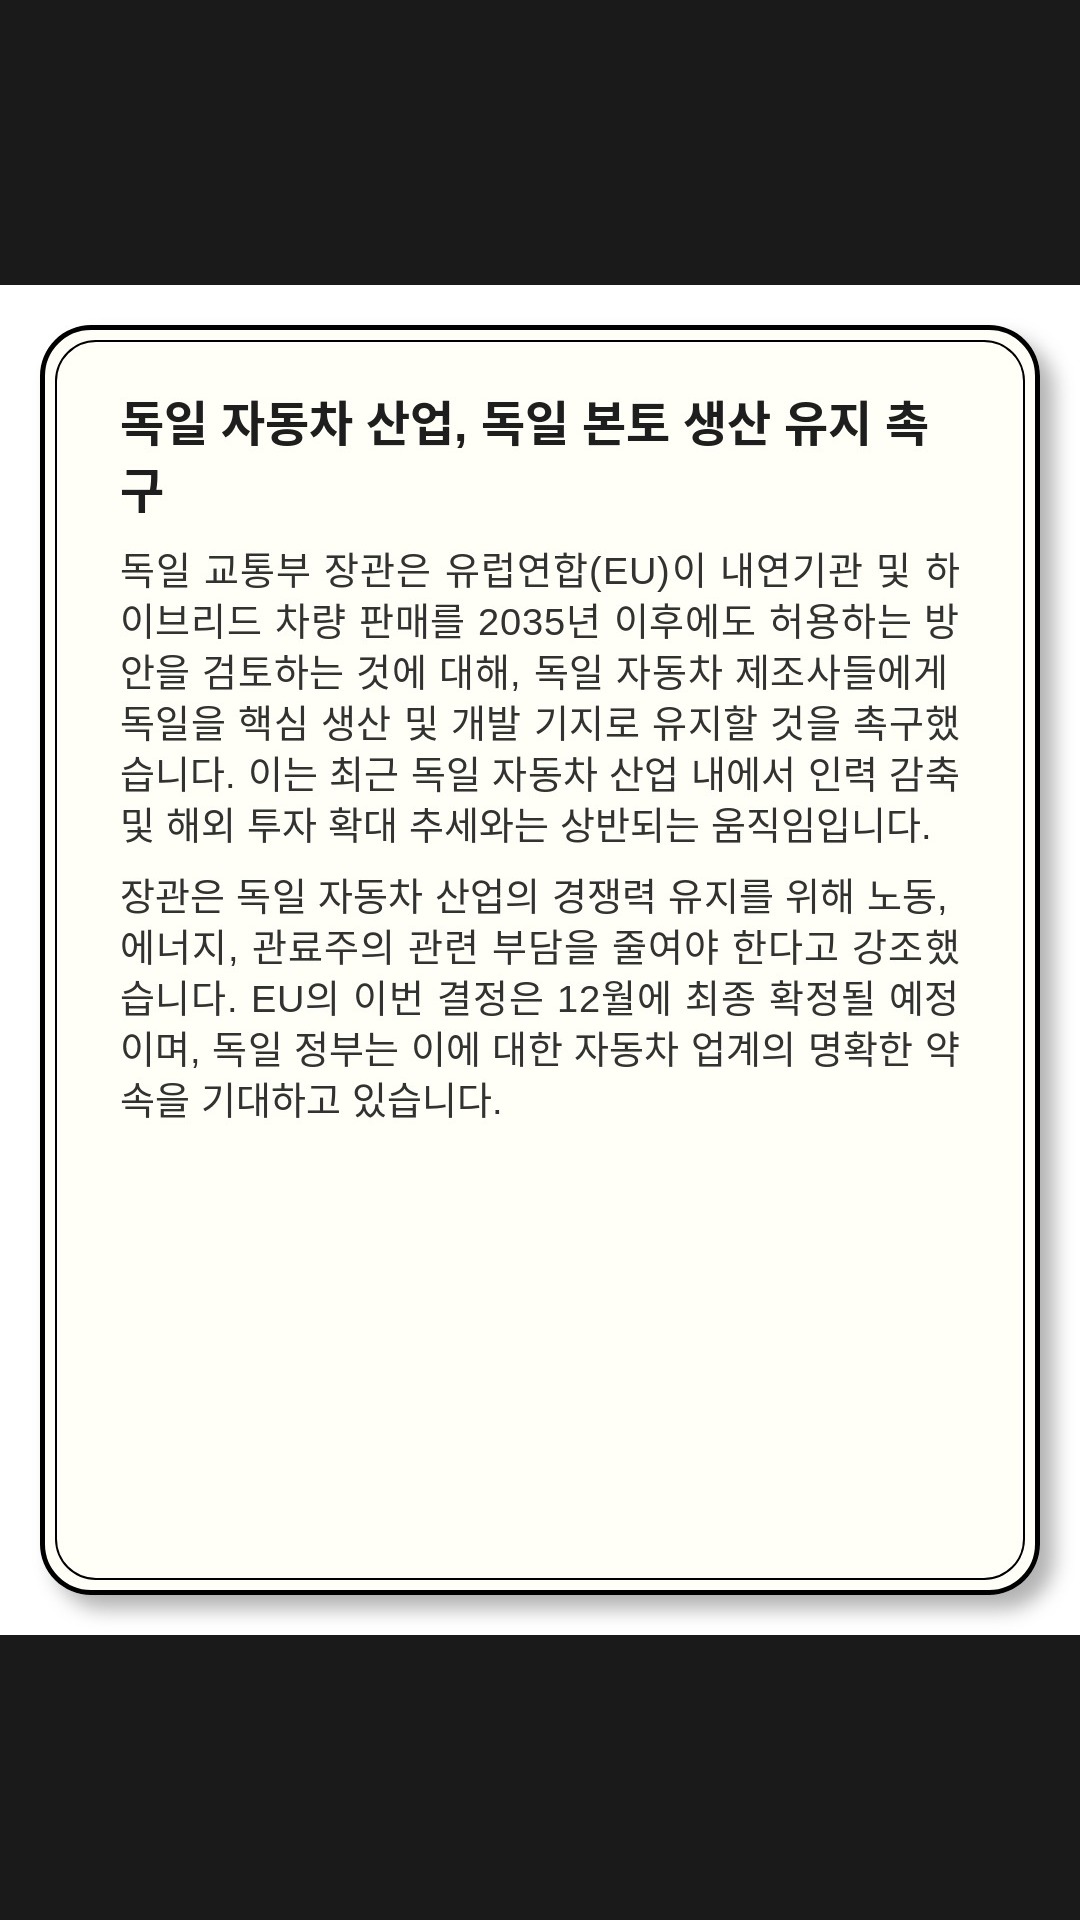 독일 자동차 산업, 독일 본토 생산 유지 촉
구
독일 교통부 장관은 유럽연합(EU)이 내연기관 및 하
이브리드 차량 판매를 2035년 이후에도 허용하는 방
안을 검토하는 것에 대해, 독일 자동차 제조사들에게
독일을 핵심 생산 및 개발 기지로 유지할 것을 촉구했
습니다. 이는 최근 독일 자동차 산업 내에서 인력 감축
및 해외 투자 확대 추세와는 상반되는 움직임입니다.
장관은 독일 자동차 산업의 경쟁력 유지를 위해 노동,
에너지, 관료주의 관련 부담을 줄여야 한다고 강조했
습니다. EU의 이번 결정은 12월에 최종 확정될 예정
이며, 독일 정부는 이에 대한 자동차 업계의 명확한 약
속을 기대하고 있습니다.